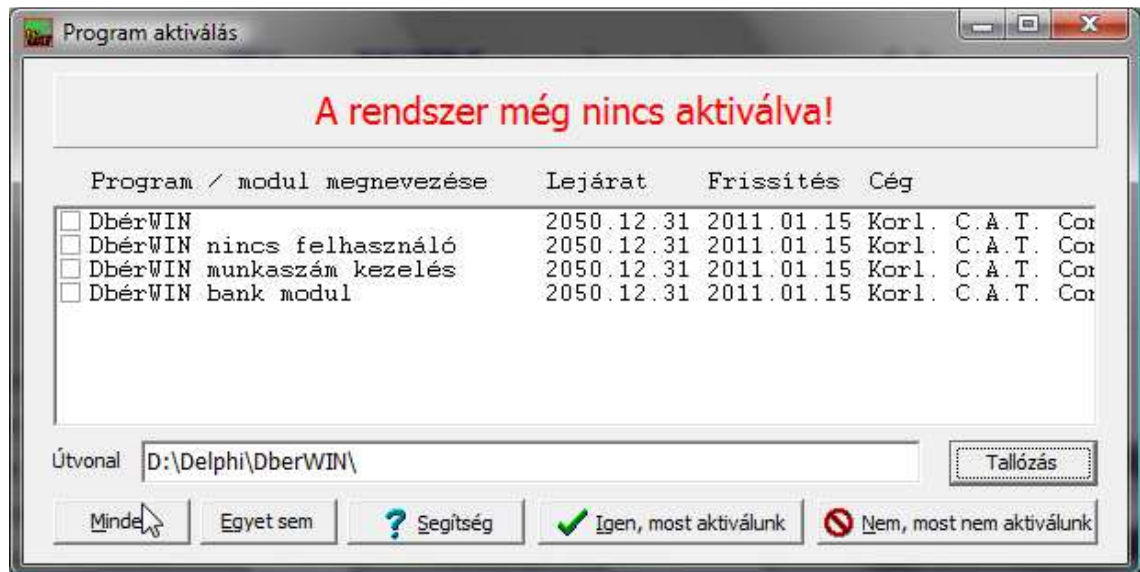 Program aktiválás
A rendszer még nincs aktiválva!
Program / modul megnevezése Lejárat Frissítés Cég
DbérWIN 2050.12.31 2011.01.15 Korl. C.A.T.
DbérWIN nincs felhasználó 2050.12.31 2011.01.15 Korl. C.A.T.
DbérWIN munkaszám kezelés 2050.12.31 2011.01.15 Korl. C.A.T.
DbérWIN bank modul 2050.12.31 2011.01.15 Korl. C.A.T.
Útvonal D:\Delphi\DberWIN\ Tallózás
Egyet sem ? Segítség Igen, most aktiválunk Nem, most nem aktiválunk